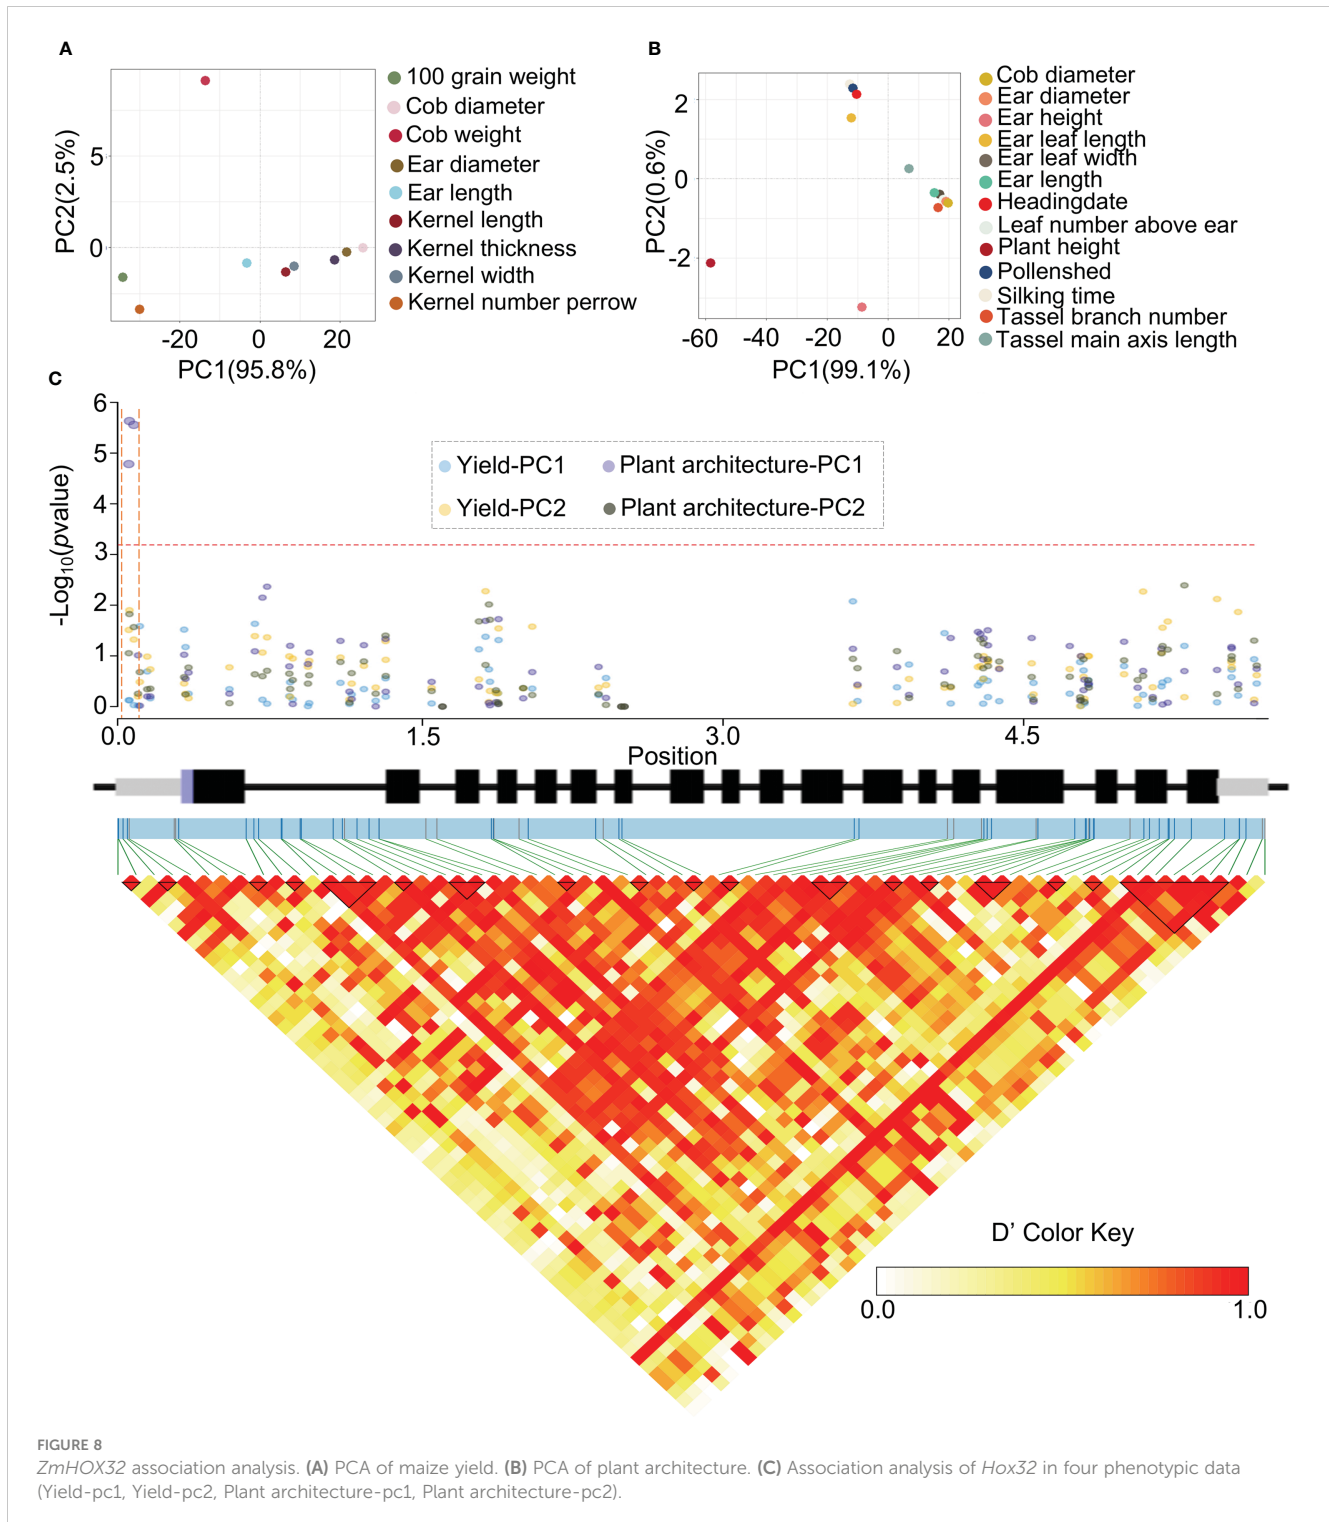 A
5
0
PC2(2.5%)
-20 0 20
PC1(95.8%)
100 grain weight
Cob diameter
Cob weight
Ear diameter
Ear length
Kernel length
Kernel thickness
Kernel width
Kernel number perrow
B
2
0
-2
PC2(0.6%)
-60 -40 -20 0 20
PC1(99.1%)
Cob diameter
Ear diameter
Ear height
Ear leaf length
Ear leaf width
Ear length
Headingdate
Leaf number above ear
Plant height
Pollenshed
Silking time
Tassel branch number
Tassel main axis length
C
6
5
4
3
2
1
0
-Log10(pvalue)
Yield-PC1 Plant architecture-PC1
Yield-PC2 Plant architecture-PC2
0.0 1.5 3.0 4.5
Position
D’ Color Key
0.0 1.0
FIGURE 8
ZmHOX32 association analysis. (A) PCA of maize yield. (B) PCA of plant architecture. (C) Association analysis of Hox32 in four phenotypic data
(Yield-pc1, Yield-pc2, Plant architecture-pc1, Plant architecture-pc2).